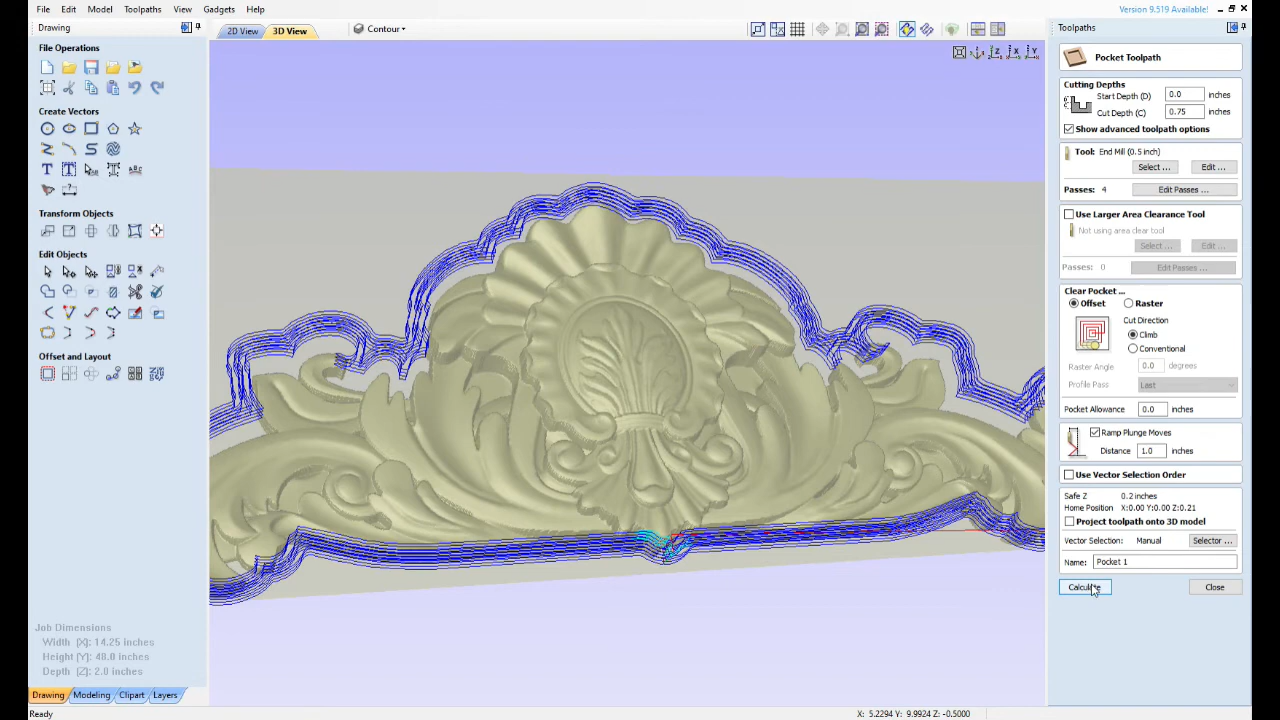 File Edit Model Toolpaths View Gadgets Help
Version 9.519 Available!
Drawing
2D View
3D View
Contour
Toolpaths
File Operations
Create Vectors
Transform Objects
Edit Objects
Offset and Layout
Job Dimensions
Width (X): 14.25 inches
Height (Y): 48.0 inches
Depth (Z): 2.0 inches
Drawing Modeling Clipart Layers
Ready
X: 5.2294 Y: 9.9924 Z: -0.5000
Pocket Toolpath
Cutting Depths
Start Depth (D) 0.0 inches
Cut Depth (C) 0.75 inches
Show advanced toolpath options
Tool: End Mill (0.5 inch)
Select ... Edit ...
Passes: 4 Edit Passes ...
Use Larger Area Clearance Tool
Not using area clear tool
Select ... Edit ...
Passes: 0 Edit Passes ...
Clear Pocket ...
Offset Raster
Cut Direction
Climb
Conventional
Raster Angle 0.0 degrees
Profile Pass Last
Pocket Allowance 0.0 inches
Ramp Plunge Moves
Distance 1.0 inches
Use Vector Selection Order
Safe Z 0.2 inches
Home Position X:0.00 Y:0.00 Z:0.21
Project toolpath onto 3D model
Vector Selection: Manual Selector ...
Name: Pocket 1
Calculate Close